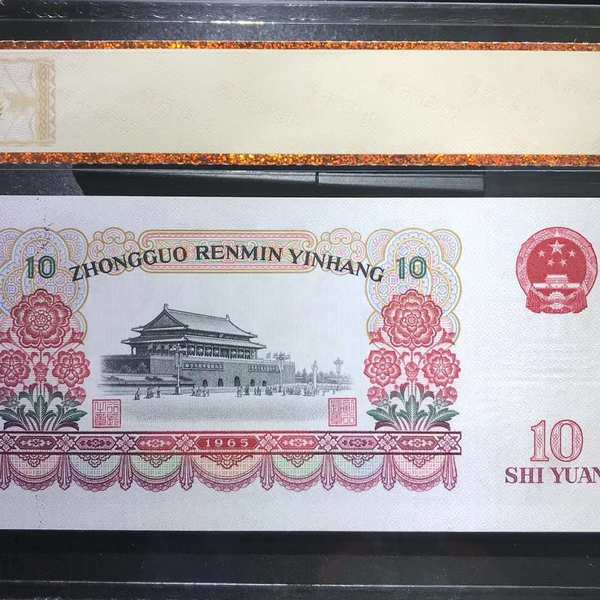 10 ZHONGGUO RENMIN YINHANG 10
1965
10
SHI YUAN